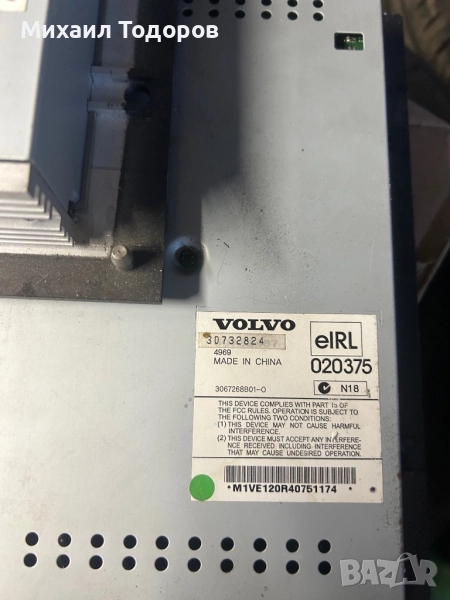 Михаил Тодоров
VOLVO
30732824
4969
MADE IN CHINA
3067268B01-O
eIRL
020375
N18
THIS DEVICE COMPLIES WITH PART 15 OF
THE FCC RULES. OPERATION IS SUBJECT TO
THE FOLLOWING TWO CONDITIONS:
(1) THIS DEVICE MAY NOT CAUSE HARMFUL
INTERFERENCE.
(2) THIS DEVICE MUST ACCEPT ANY INTERFERE-
NCE RECEIVED INCLUDING INTERFERENCE
THAT MAY CAUSE UNDESIRED OPERATION.
*M1VE120R40751174*
BAZAR